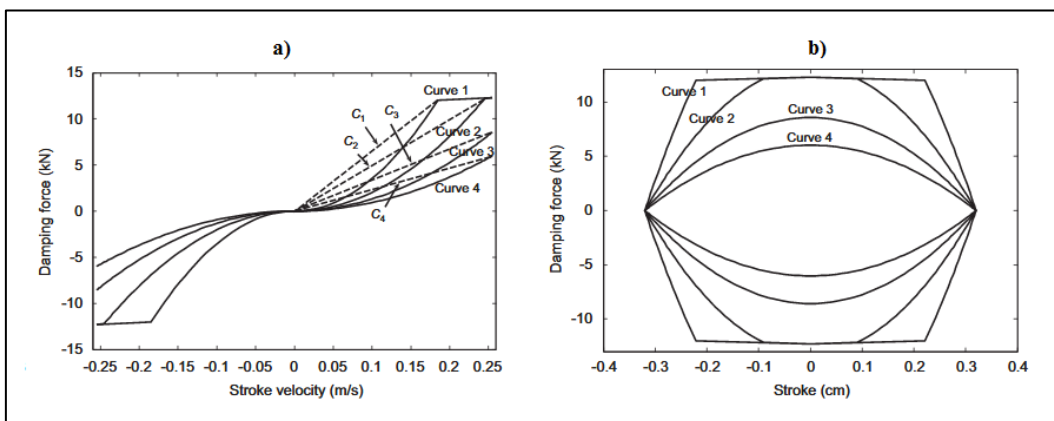 a)
15
10
5
0
-5
-10
-15
Damping force (kN)
Curve 1
C3
C1
C2
Curve 2
Curve 3
Curve 4
C4
-0.25 -0.2 -0.15 -0.1 -0.05 0.00 0.05 0.1 0.15 0.2 0.25
Stroke velocity (m/s)
b)
10
5
0
-5
-10
Damping force (kN)
Curve 1
Curve 2
Curve 3
Curve 4
-0.4 -0.3 -0.2 -0.1 0.0 0.1 0.2 0.3 0.4
Stroke (cm)